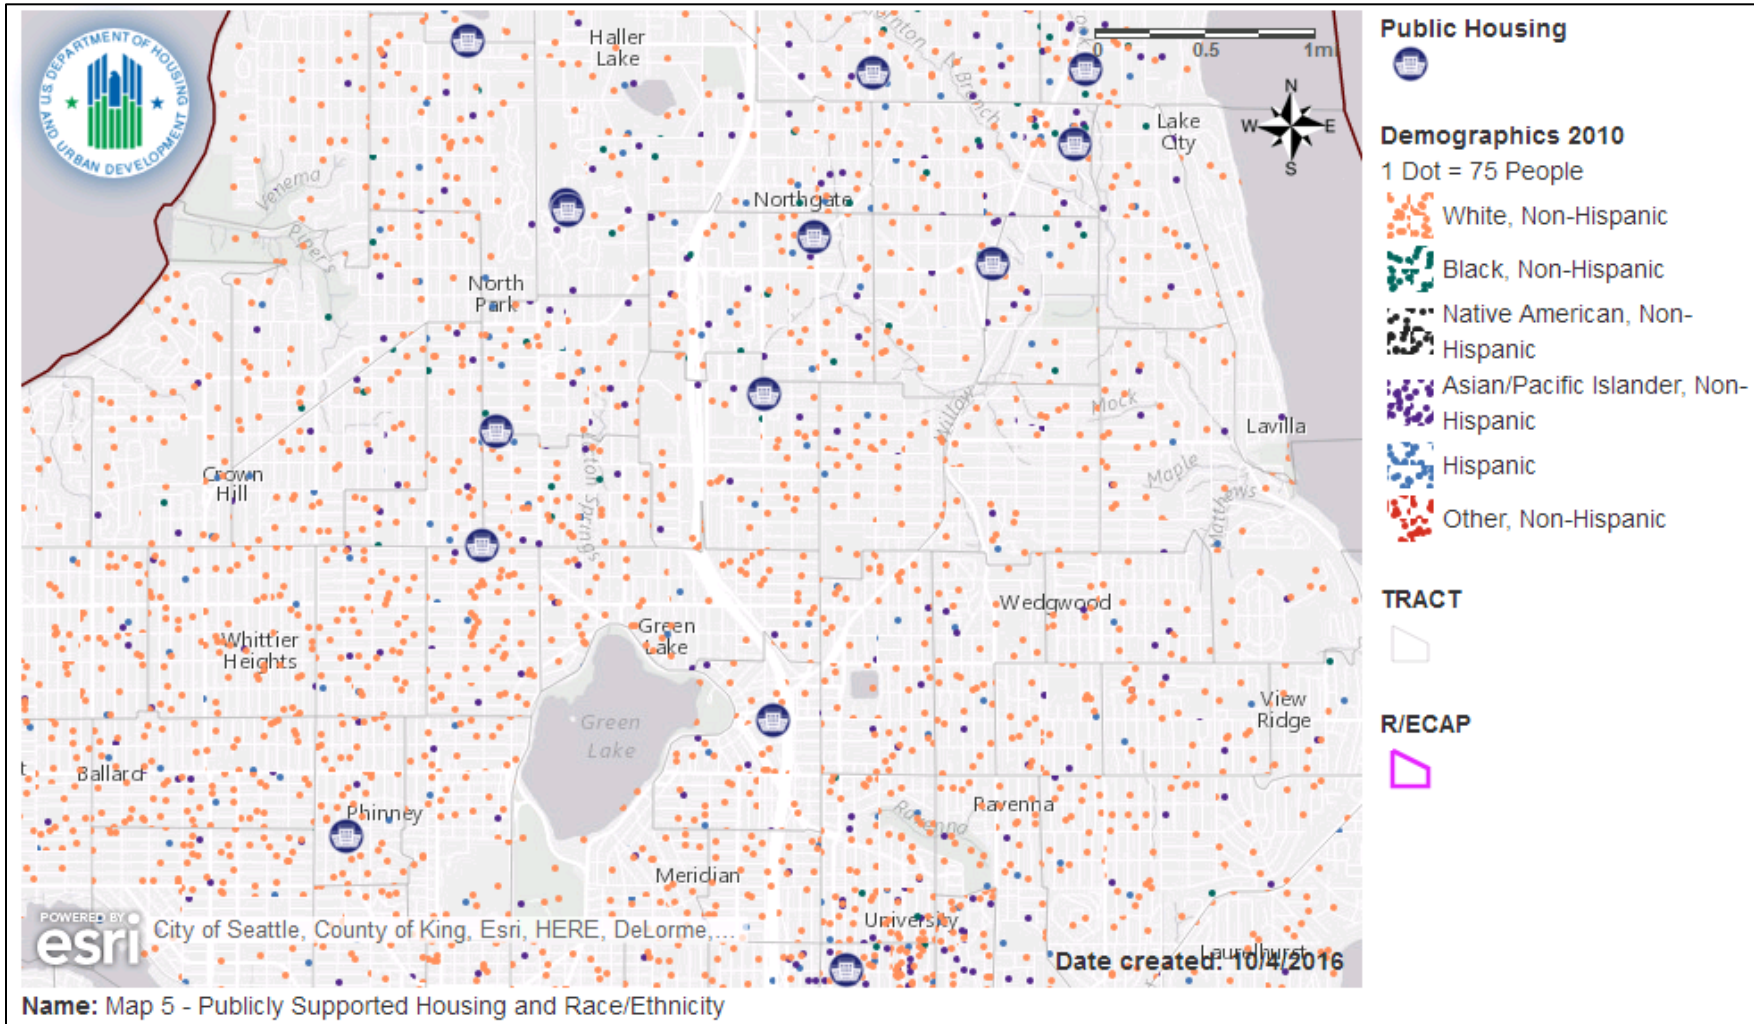 U.S. DEPARTMENT OF HOUSING
AND URBAN DEVELOPMENT
Haller
Lake
N Branch
0 0.5 1mi
N
W E
S
Lake
City
Venema
Piper's
Northgate
North
Park
Willow
Mock
Lavilla
Maple
Matthews
Crown
Hill
Licton Springs
Wedgwood
Whittier
Heights
Green
Lake
View
Ridge
Green
Lake
Ballard
Phinney
Ravenna
Ravenna
Meridian
University
Laurelhurst
POWERED BY
esri
City of Seattle, County of King, Esri, HERE, DeLorme,...
Date created: 10/4/2016
Name: Map 5 - Publicly Supported Housing and Race/Ethnicity
Public Housing
Demographics 2010
1 Dot = 75 People
White, Non-Hispanic
Black, Non-Hispanic
Native American, Non-
Hispanic
Asian/Pacific Islander, Non-
Hispanic
Hispanic
Other, Non-Hispanic
TRACT
R/ECAP